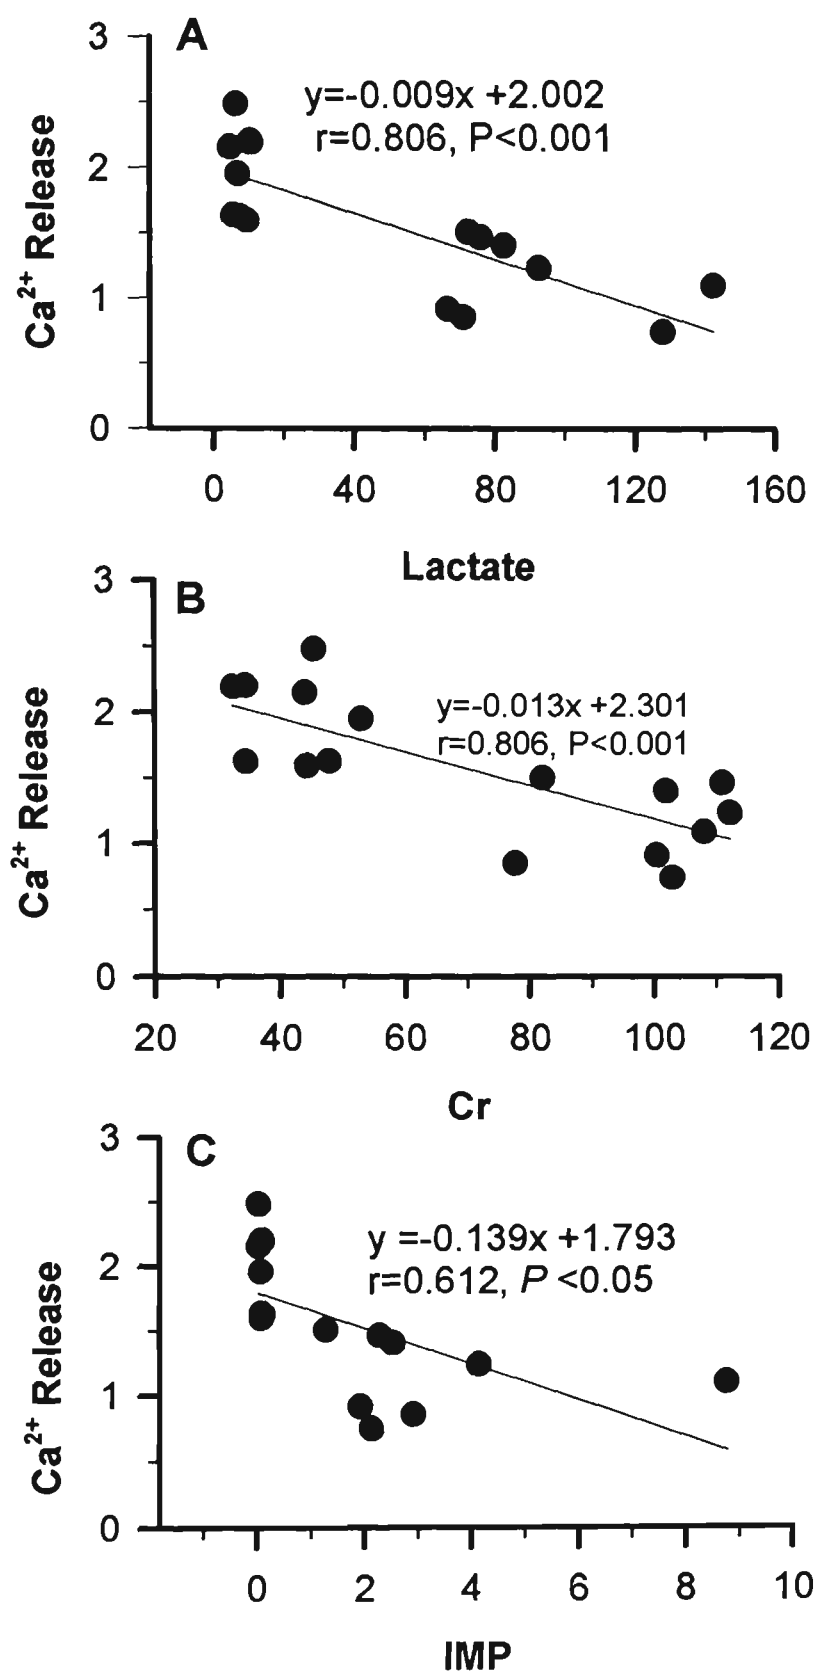 A
y=-0.009x +2.002
r=0.806, P<0.001
Ca2+ Release
3
2
1
0
0 40 80 120 160
Lactate
B
y=-0.013x +2.301
r=0.806, P<0.001
Ca2+ Release
3
2
1
0
20 40 60 80 100 120
Cr
C
y =-0.139x +1.793
r=0.612, P <0.05
Ca2+ Release
3
2
1
0
0 2 4 6 8 10
IMP